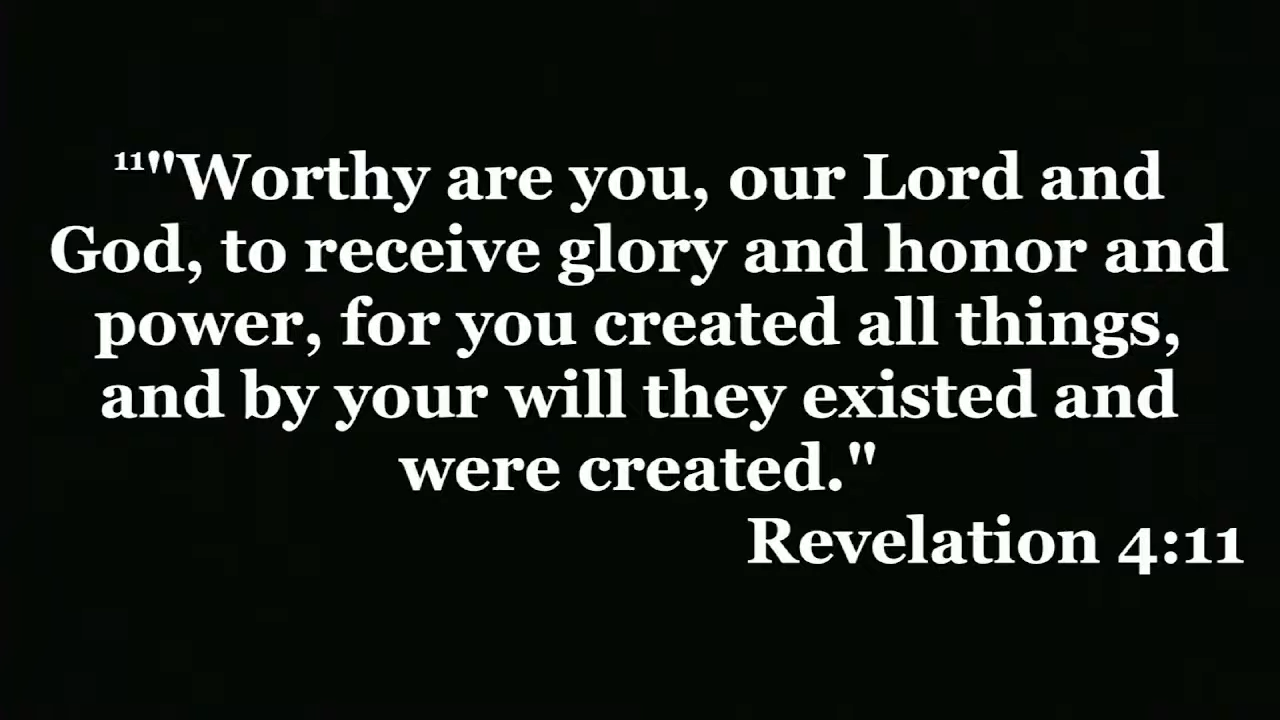 11"Worthy are you, our Lord and
God, to receive glory and honor and
power, for you created all things,
and by your will they existed and
were created."
Revelation 4:11